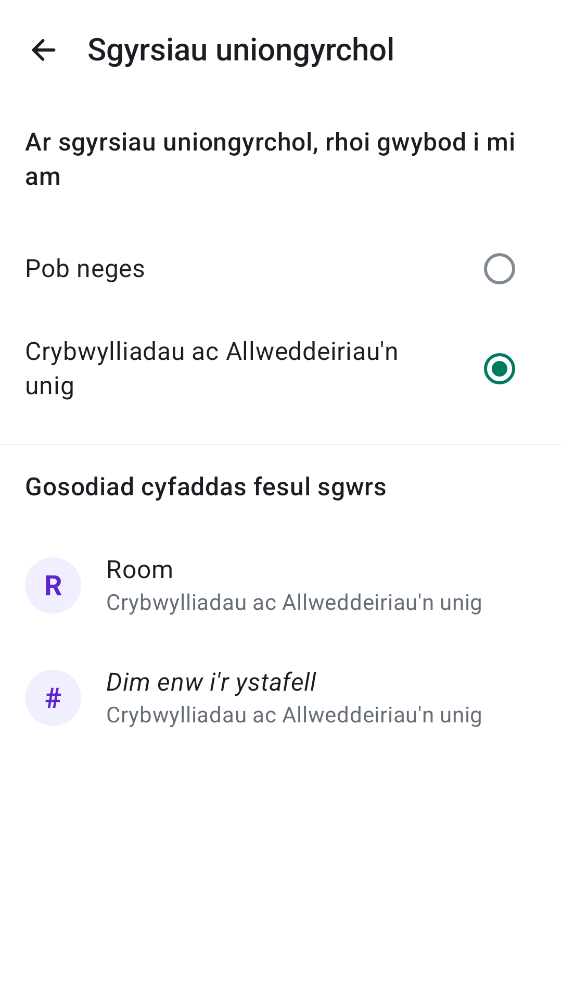 Sgyrsiau uniongyrchol
Ar sgyrsiau uniongyrchol, rhoi gwybod i mi
am
Pob neges
Crybwylliadau ac Allweddeiriau'n
unig
Gosodiad cyfaddas fesul sgwrs
R
Room
Crybwylliadau ac Allweddeiriau'n unig
#
Dim enw i'r ystafell
Crybwylliadau ac Allweddeiriau'n unig